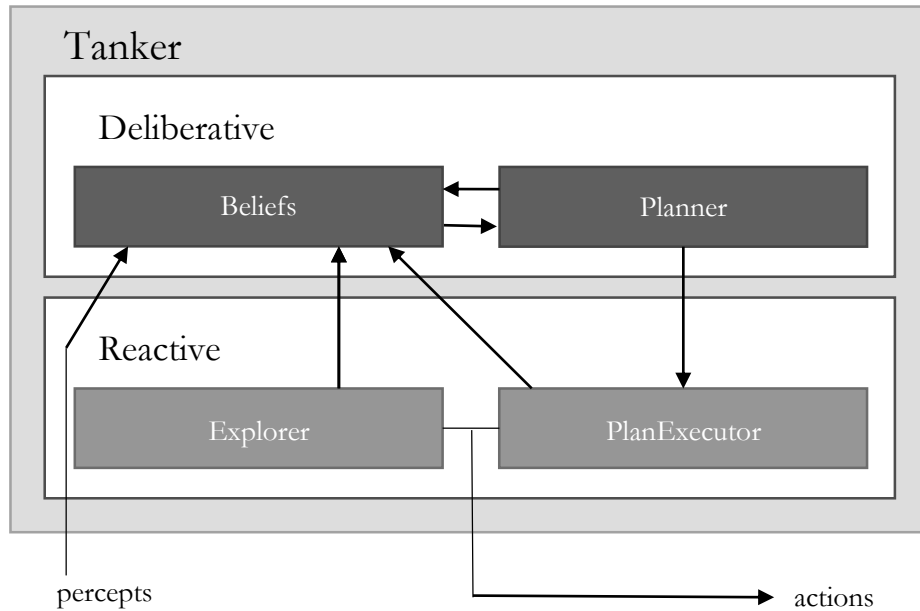 Tanker
Deliberative
Beliefs
Planner
Reactive
Explorer
PlanExecutor
percepts
actions